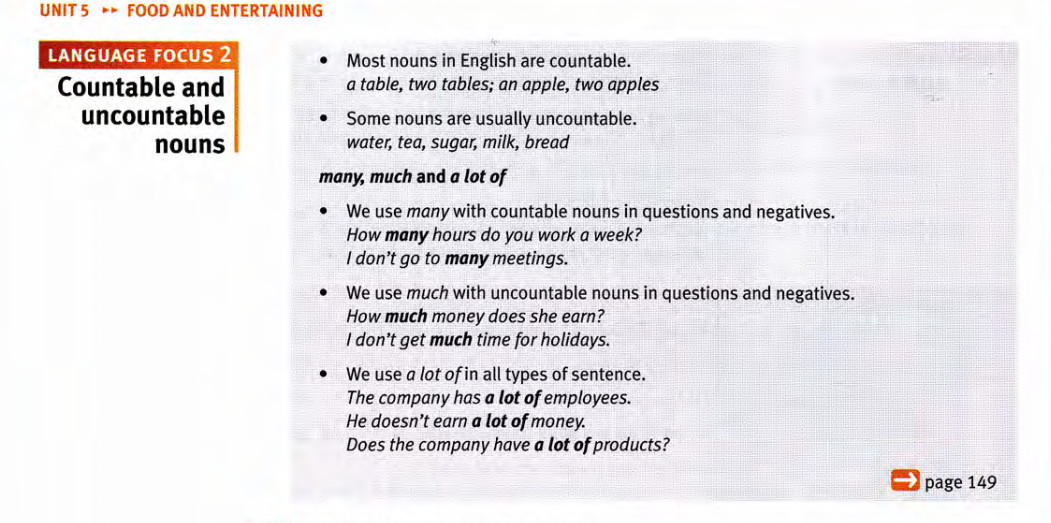 UNIT 5 ▸▸ FOOD AND ENTERTAINING
LANGUAGE FOCUS 2
Countable and
uncountable
nouns
• Most nouns in English are countable.
a table, two tables; an apple, two apples
• Some nouns are usually uncountable.
water, tea, sugar, milk, bread
many, much and a lot of
• We use many with countable nouns in questions and negatives.
How many hours do you work a week?
I don't go to many meetings.
• We use much with uncountable nouns in questions and negatives.
How much money does she earn?
I don't get much time for holidays.
• We use a lot of in all types of sentence.
The company has a lot of employees.
He doesn't earn a lot of money.
Does the company have a lot of products?
→ page 149